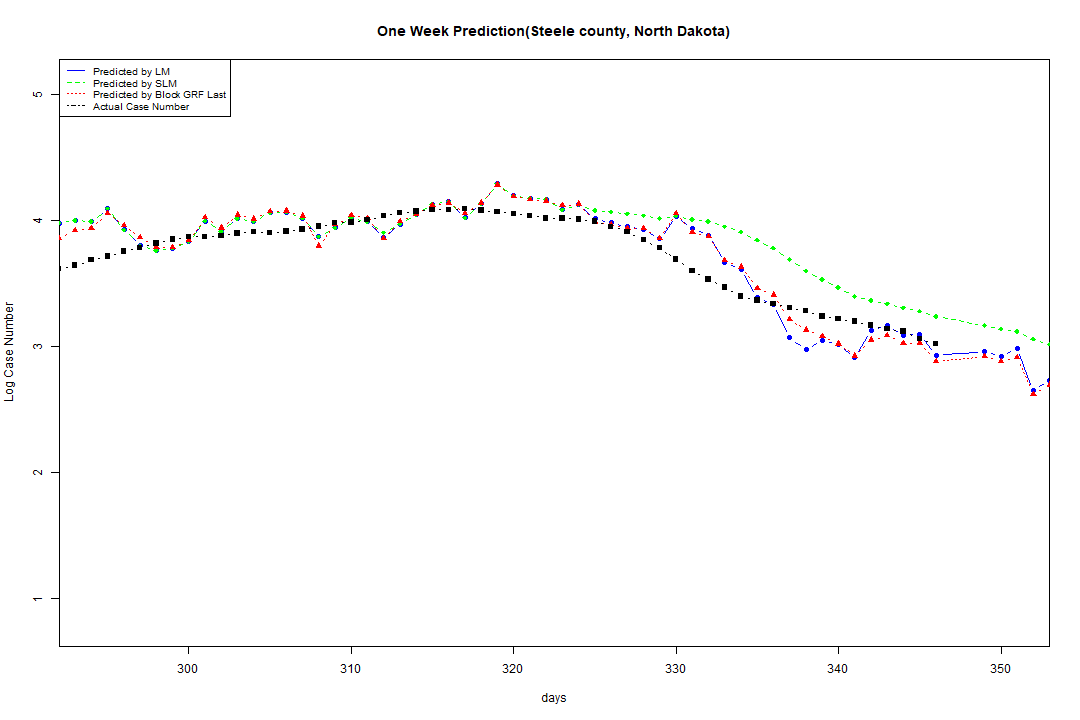 One Week Prediction(Steele county, North Dakota)
Predicted by LM
Predicted by SLM
Predicted by Block GRF Last
Actual Case Number
5
4
3
2
1
Log Case Number
300 310 320 330 340 350
days